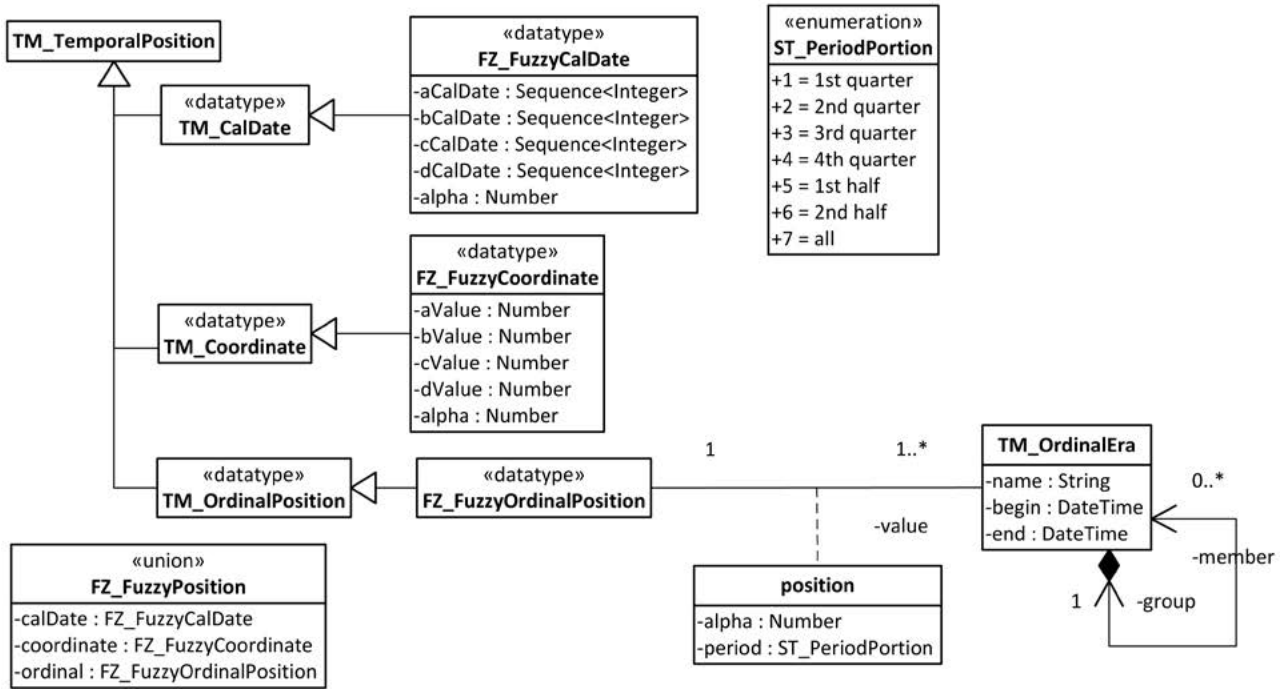 TM_TemporalPosition
«datatype»
TM_CalDate
«datatype»
FZ_FuzzyCalDate
-aCalDate : Sequence<Integer>
-bCalDate : Sequence<Integer>
-cCalDate : Sequence<Integer>
-dCalDate : Sequence<Integer>
-alpha : Number
«enumeration»
ST_PeriodPortion
+1 = 1st quarter
+2 = 2nd quarter
+3 = 3rd quarter
+4 = 4th quarter
+5 = 1st half
+6 = 2nd half
+7 = all
«datatype»
TM_Coordinate
«datatype»
FZ_FuzzyCoordinate
-aValue : Number
-bValue : Number
-cValue : Number
-dValue : Number
-alpha : Number
«datatype»
TM_OrdinalPosition
«datatype»
FZ_FuzzyOrdinalPosition
1
1..*
-value
TM_OrdinalEra
-name : String
-begin : DateTime
-end : DateTime
0..*
-member
1
-group
«union»
FZ_FuzzyPosition
-calDate : FZ_FuzzyCalDate
-coordinate : FZ_FuzzyCoordinate
-ordinal : FZ_FuzzyOrdinalPosition
position
-alpha : Number
-period : ST_PeriodPortion